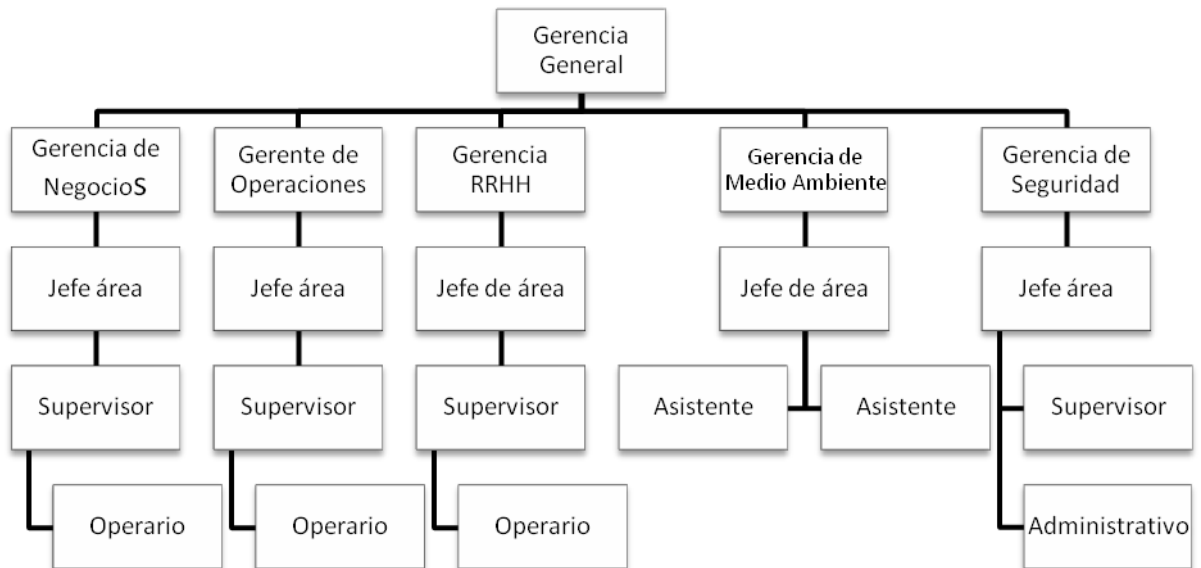 Gerencia
General
Gerencia de
NegocioS
Gerente de
Operaciones
Gerencia
RRHH
Gerencia de
Medio Ambiente
Gerencia de
Seguridad
Jefe área
Jefe área
Jefe de área
Jefe de área
Jefe área
Supervisor
Supervisor
Supervisor
Asistente
Asistente
Supervisor
Operario
Operario
Operario
Administrativo